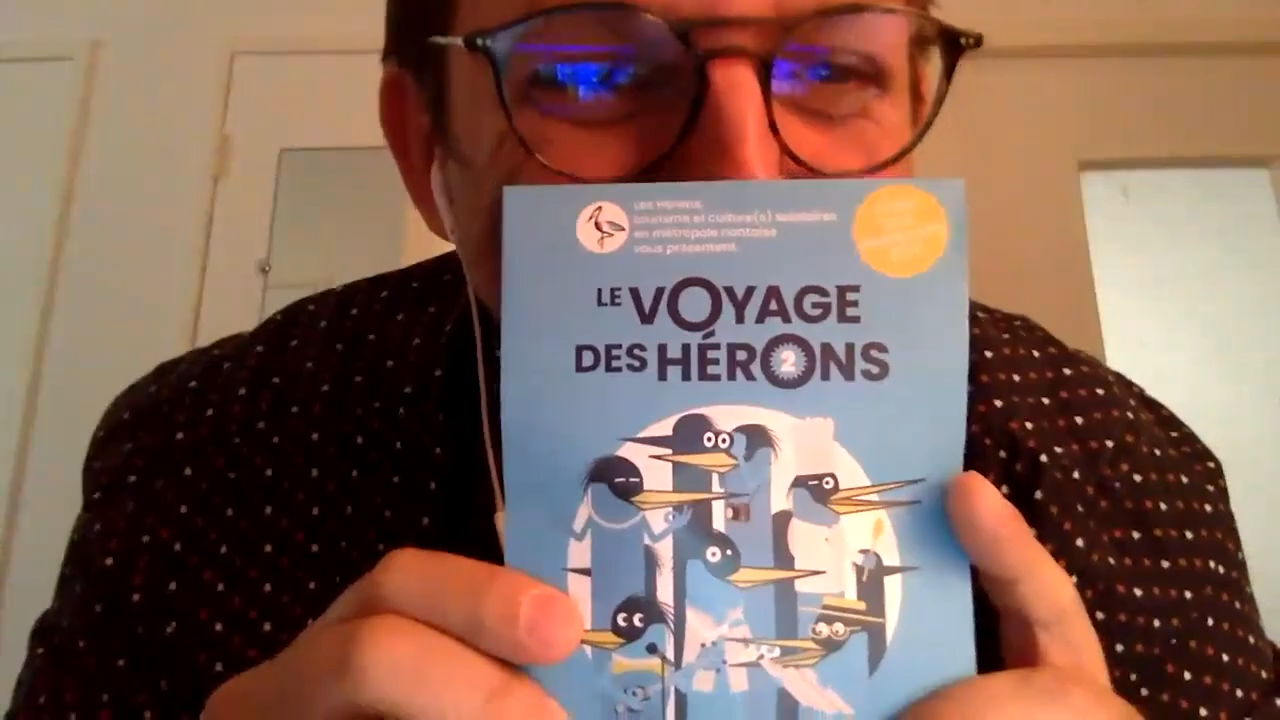 LES HÉRONS,
tourisme et culture(s) solidaires
en métropole nantaise
vous présentent
LE VOYAGE
DES HÉRONS
2